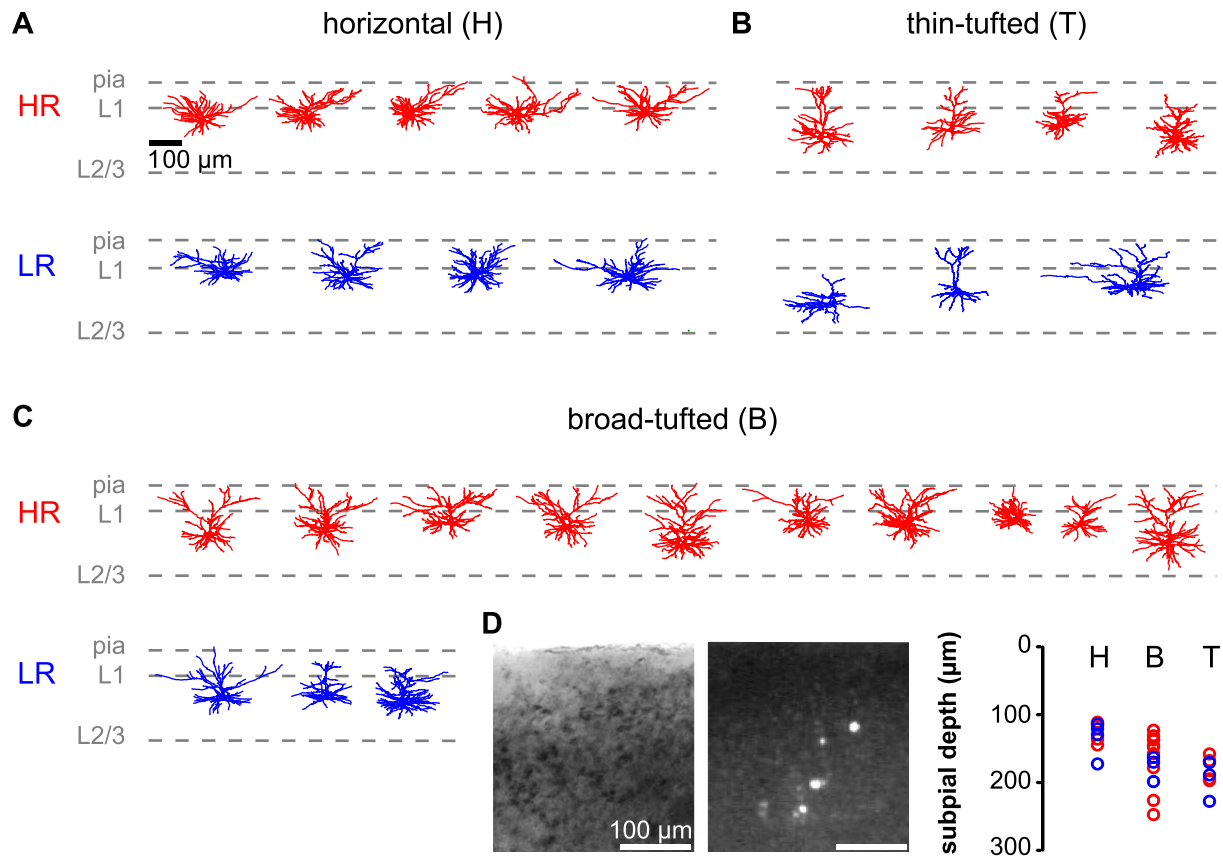 A
horizontal (H)
B
thin-tufted (T)
pia
HR
L1
100 µm
L2/3
pia
LR
L1
L2/3
C
broad-tufted (B)
pia
HR
L1
L2/3
D
pia
LR
L1
L2/3
100 µm
subpial depth (µm)
0
100
200
300
H
B
T